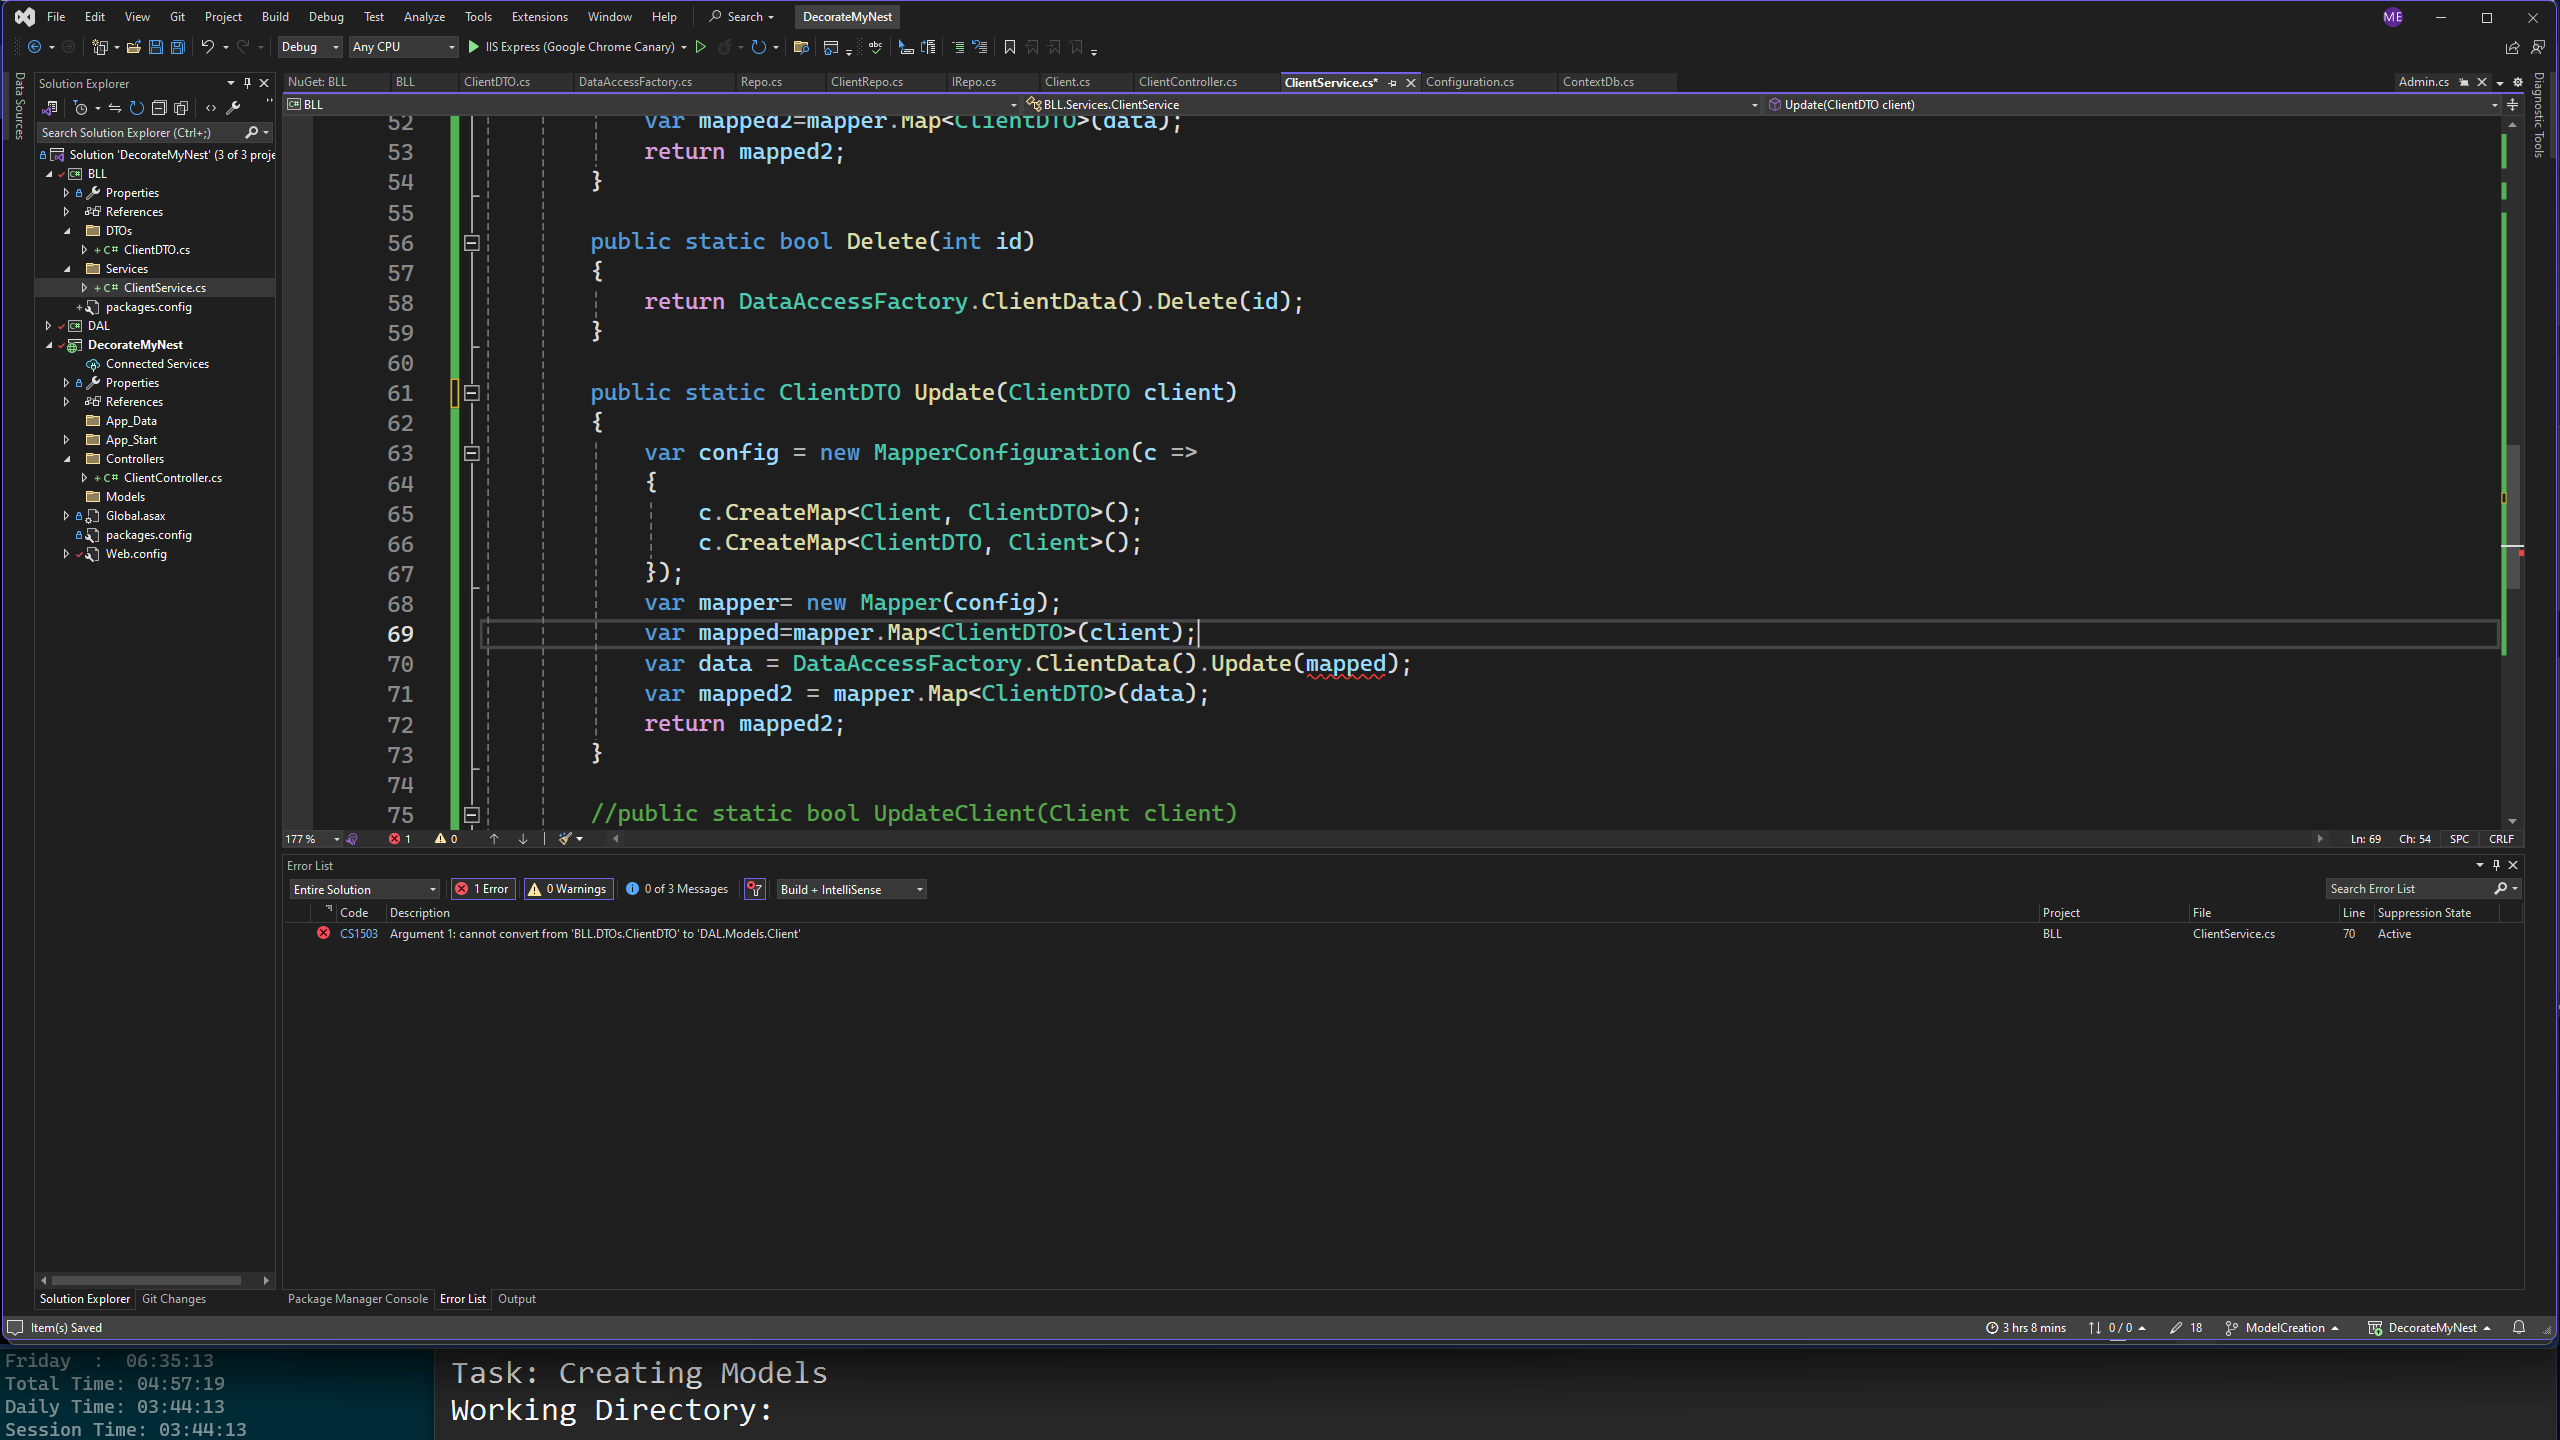 File Edit View Git Project Build Debug Test Analyze Tools Extensions Window Help Search DecorateMyNest ME
Debug Any CPU IIS Express (Google Chrome Canary)
Data Sources
Solution Explorer
Search Solution Explorer (Ctrl+;)
Solution 'DecorateMyNest' (3 of 3 proje
BLL
Properties
References
DTOs
C# ClientDTO.cs
Services
C# ClientService.cs
packages.config
DAL
DecorateMyNest
Connected Services
Properties
References
App_Data
App_Start
Controllers
C# ClientController.cs
Models
Global.asax
packages.config
Web.config
Solution Explorer Git Changes
NuGet: BLL BLL ClientDTO.cs DataAccessFactory.cs Repo.cs ClientRepo.cs IRepo.cs Client.cs ClientController.cs ClientService.cs* Configuration.cs ContextDb.cs Admin.cs
BLL BLL.Services.ClientService Update(ClientDTO client)
Diagnostic Tools
52 var mapped2=mapper.Map<ClientDTO>(data);
53 return mapped2;
54 }
55
56 public static bool Delete(int id)
57 {
58 return DataAccessFactory.ClientData().Delete(id);
59 }
60
61 public static ClientDTO Update(ClientDTO client)
62 {
63 var config = new MapperConfiguration(c =>
64 {
65 c.CreateMap<Client, ClientDTO>();
66 c.CreateMap<ClientDTO, Client>();
67 });
68 var mapper= new Mapper(config);
69 var mapped=mapper.Map<ClientDTO>(client);
70 var data = DataAccessFactory.ClientData().Update(mapped);
71 var mapped2 = mapper.Map<ClientDTO>(data);
72 return mapped2;
73 }
74
75 //public static bool UpdateClient(Client client)
177 % 1 0 Ln: 69 Ch: 54 SPC CRLF
Error List
Entire Solution 1 Error 0 Warnings 0 of 3 Messages Build + IntelliSense Search Error List
Code Description Project File Line Suppression State
CS1503 Argument 1: cannot convert from 'BLL.DTOs.ClientDTO' to 'DAL.Models.Client' BLL ClientService.cs 70 Active
Package Manager Console Error List Output
Item(s) Saved 3 hrs 8 mins 0 / 0 18 ModelCreation DecorateMyNest
Friday : 06:35:13
Total Time: 04:57:19
Daily Time: 03:44:13
Session Time: 03:44:13
Task: Creating Models
Working Directory: